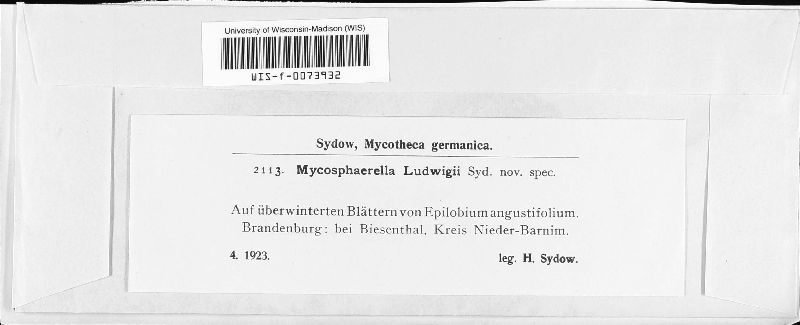 University of Wisconsin-Madison (WIS)
WIS-f-0073932
Sydow, Mycotheca germanica.
2113. Mycosphaerella Ludwigii Syd. nov. spec.
Auf überwinterten Blättern von Epilobium angustifolium.
Brandenburg: bei Biesenthal, Kreis Nieder-Barnim.
4. 1923. leg. H. Sydow.